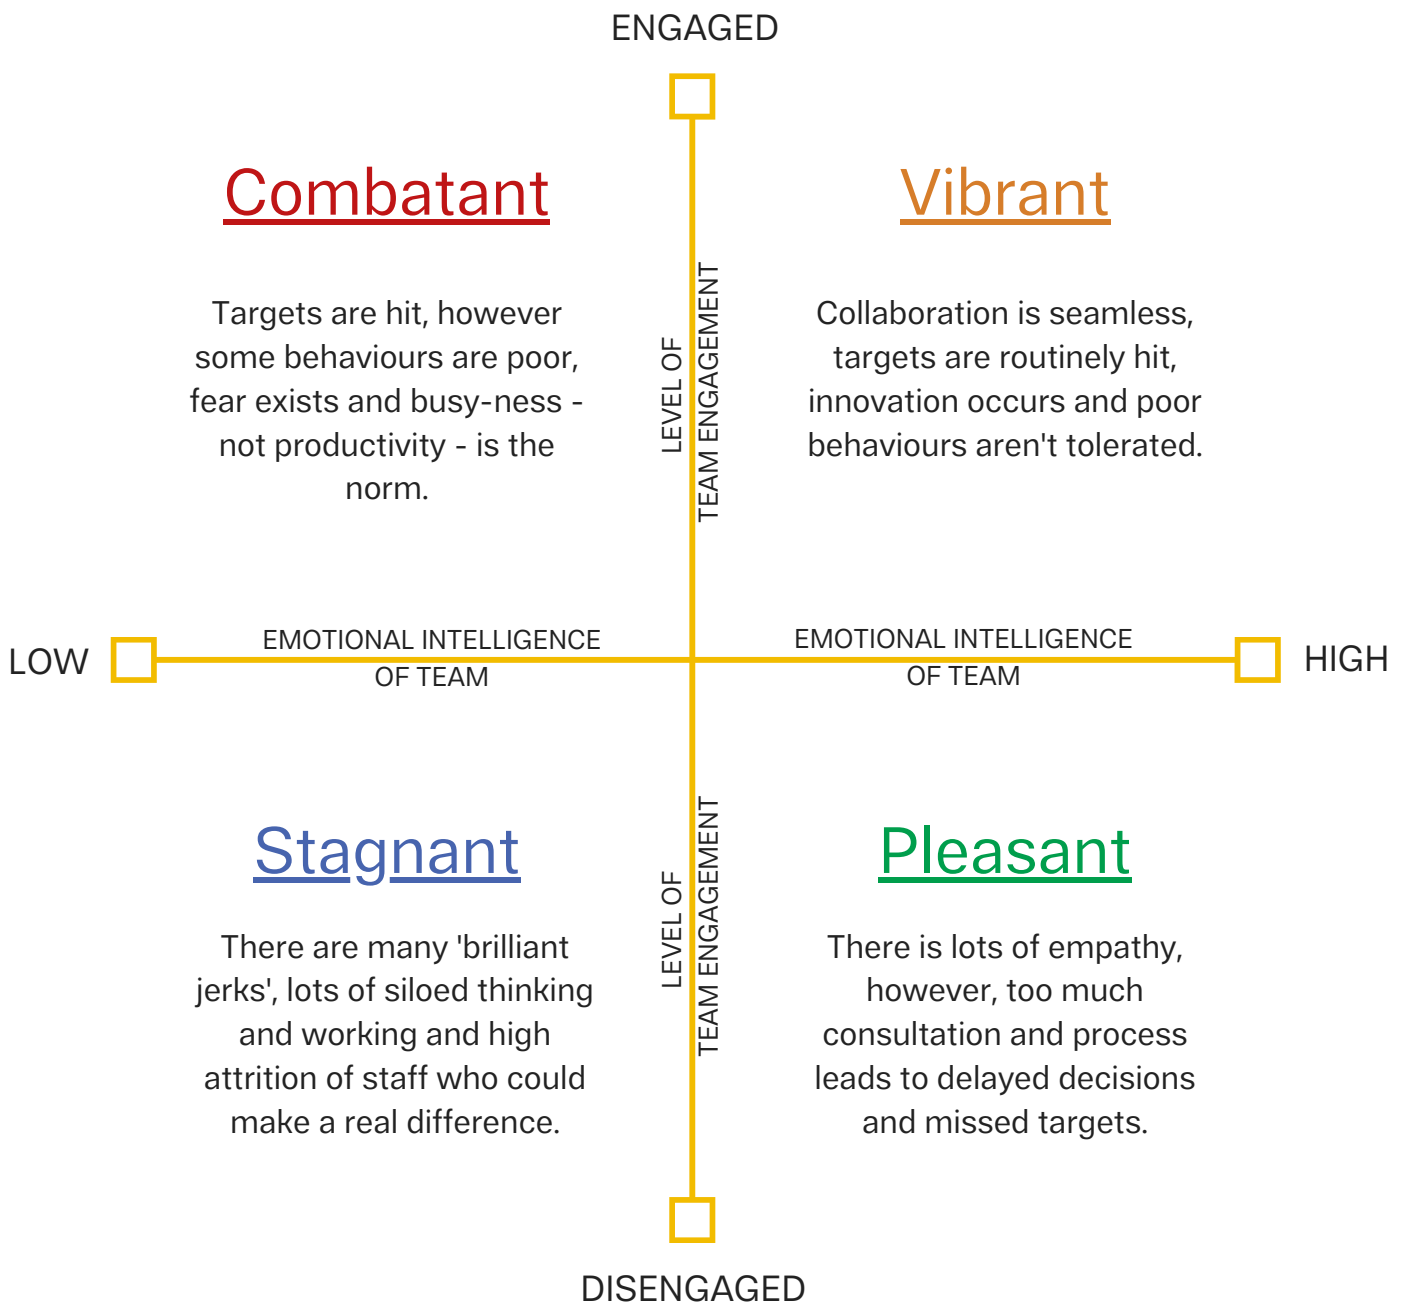 ENGAGED
Combatant
Targets are hit, however
some behaviours are poor,
fear exists and busy-ness -
not productivity - is the
norm.
LEVEL OF
TEAM ENGAGEMENT
Vibrant
Collaboration is seamless,
targets are routinely hit,
innovation occurs and poor
behaviours aren't tolerated.
LOW
EMOTIONAL INTELLIGENCE
OF TEAM
EMOTIONAL INTELLIGENCE
OF TEAM
HIGH
Stagnant
There are many 'brilliant
jerks', lots of siloed thinking
and working and high
attrition of staff who could
make a real difference.
LEVEL OF
TEAM ENGAGEMENT
Pleasant
There is lots of empathy,
however, too much
consultation and process
leads to delayed decisions
and missed targets.
DISENGAGED